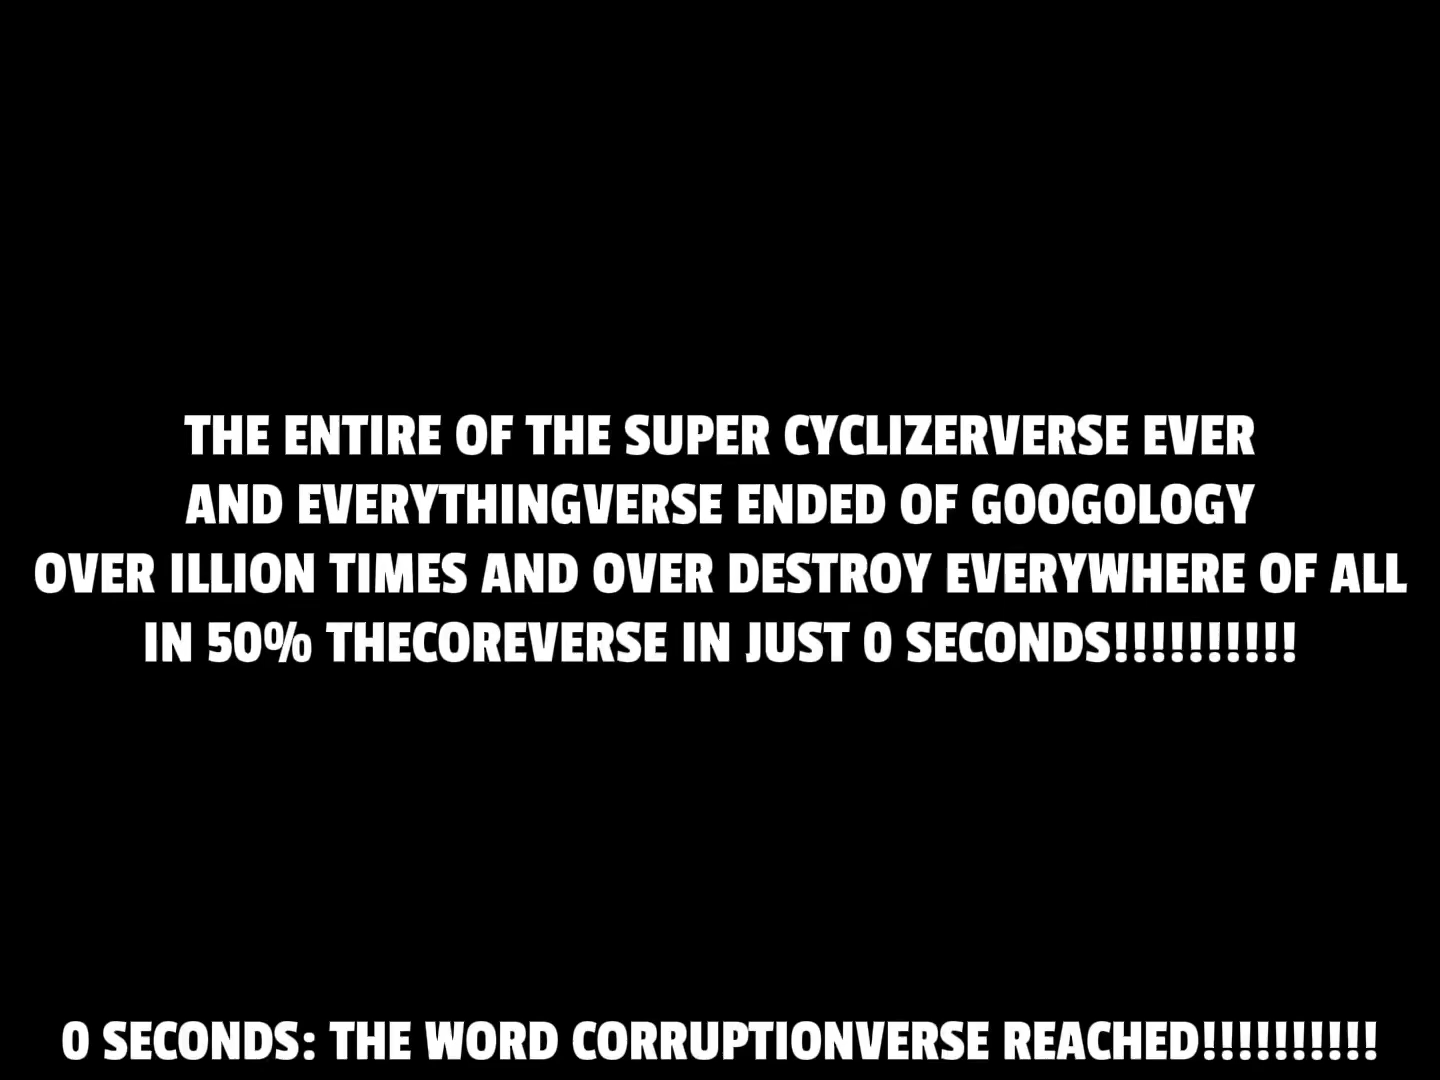 THE ENTIRE OF THE SUPER CYCLIZERVERSE EVER
AND EVERYTHINGVERSE ENDED OF GOOGOLOGY
OVER ILLION TIMES AND OVER DESTROY EVERYWHERE OF ALL
IN 50% THECOREVERSE IN JUST 0 SECONDS!!!!!!!!!!
0 SECONDS: THE WORD CORRUPTIONVERSE REACHED!!!!!!!!!!